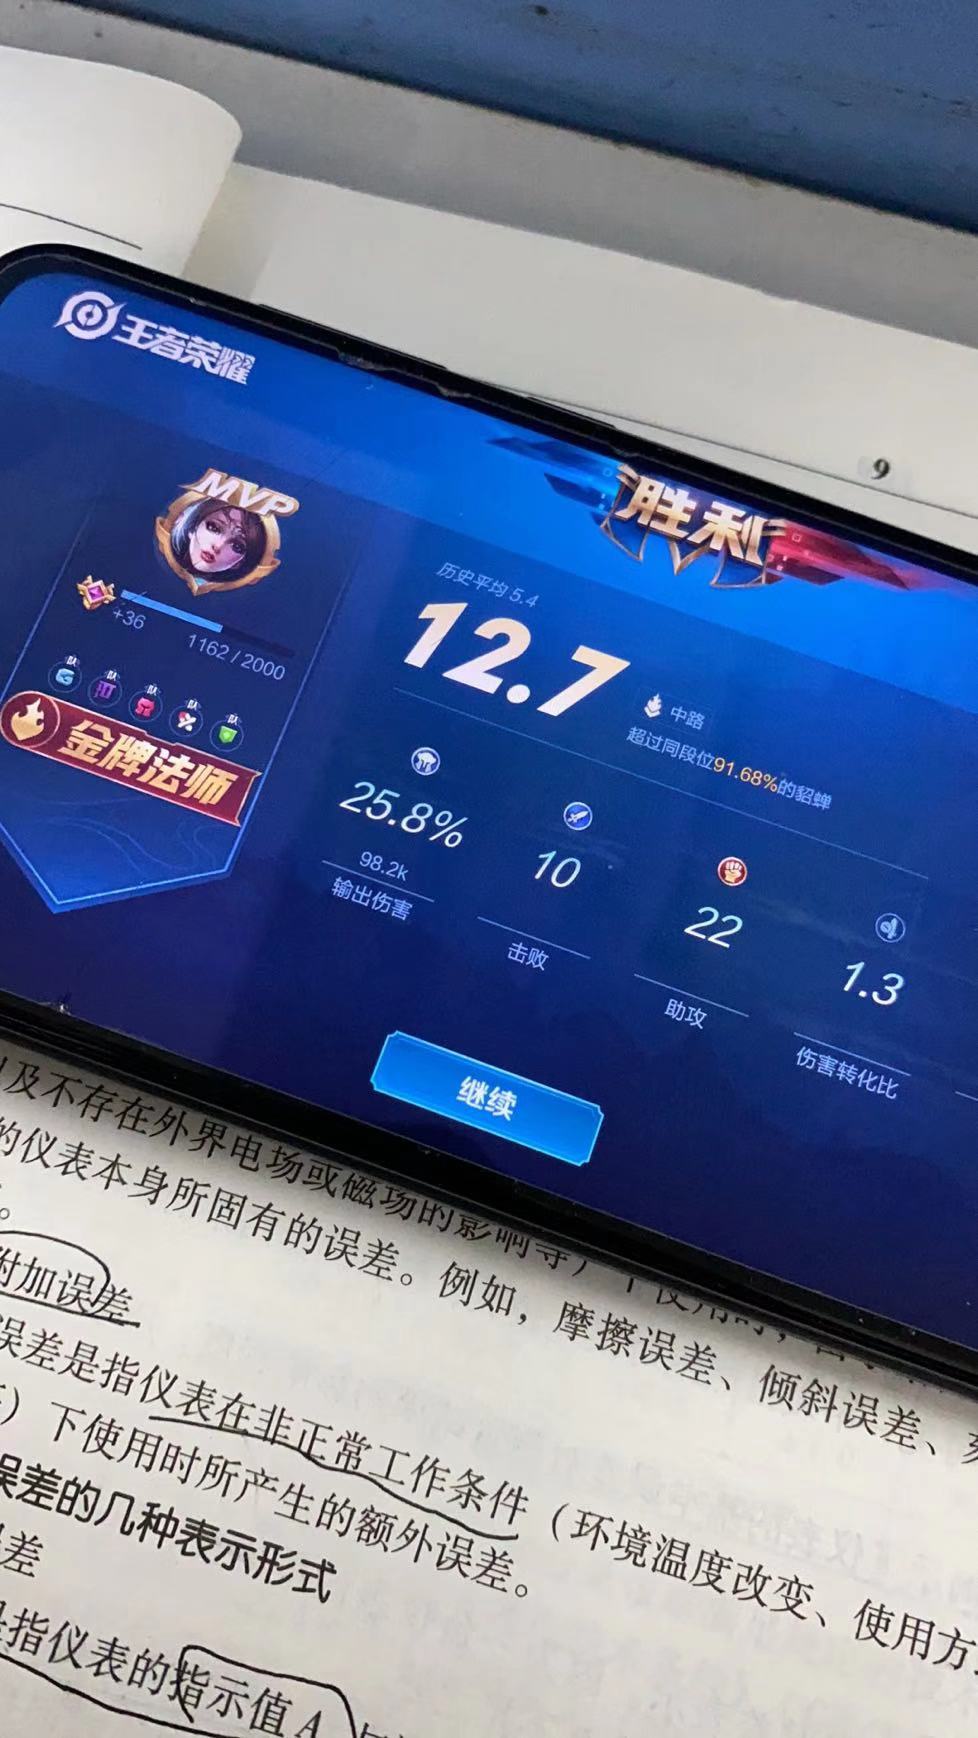 9
王者荣耀
胜利
MVP
+36
1162 / 2000
队 队 队 队 队
金牌法师
历史平均 5.4
12.7
中路
超过同段位91.68%的貂蝉
25.8%
98.2k
输出伤害
10
击败
22
助攻
1.3
伤害转化比
继续
及不存在外界电场或磁场的影响等
的仪表本身所固有的误差。例如，摩擦误差、倾斜误差、
附加误差
误差是指仪表在非正常工作条件（环境温度改变、使用方
）下使用时所产生的额外误差。
误差的几种表示形式
差
指仪表的指示值A